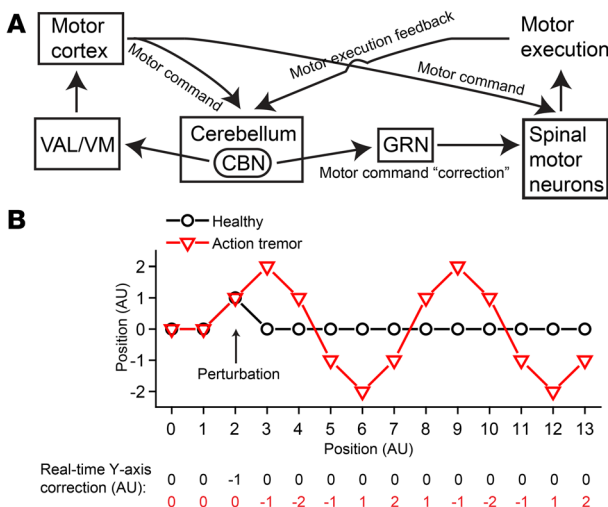 A
Motor cortex
Motor command
Motor execution feedback
Motor command
Motor execution
VAL/VM
Cerebellum
CBN
GRN
Motor command “correction”
Spinal motor neurons
B
Healthy
Action tremor
Position (AU)
2
1
0
-1
-2
Perturbation
0 1 2 3 4 5 6 7 8 9 10 11 12 13
Position (AU)
Real-time Y-axis correction (AU):
0 0 -1 0 0 0 0 0 0 0 0 0 0 0
0 0 0 -1 -2 -1 1 2 1 -1 -2 -1 1 2